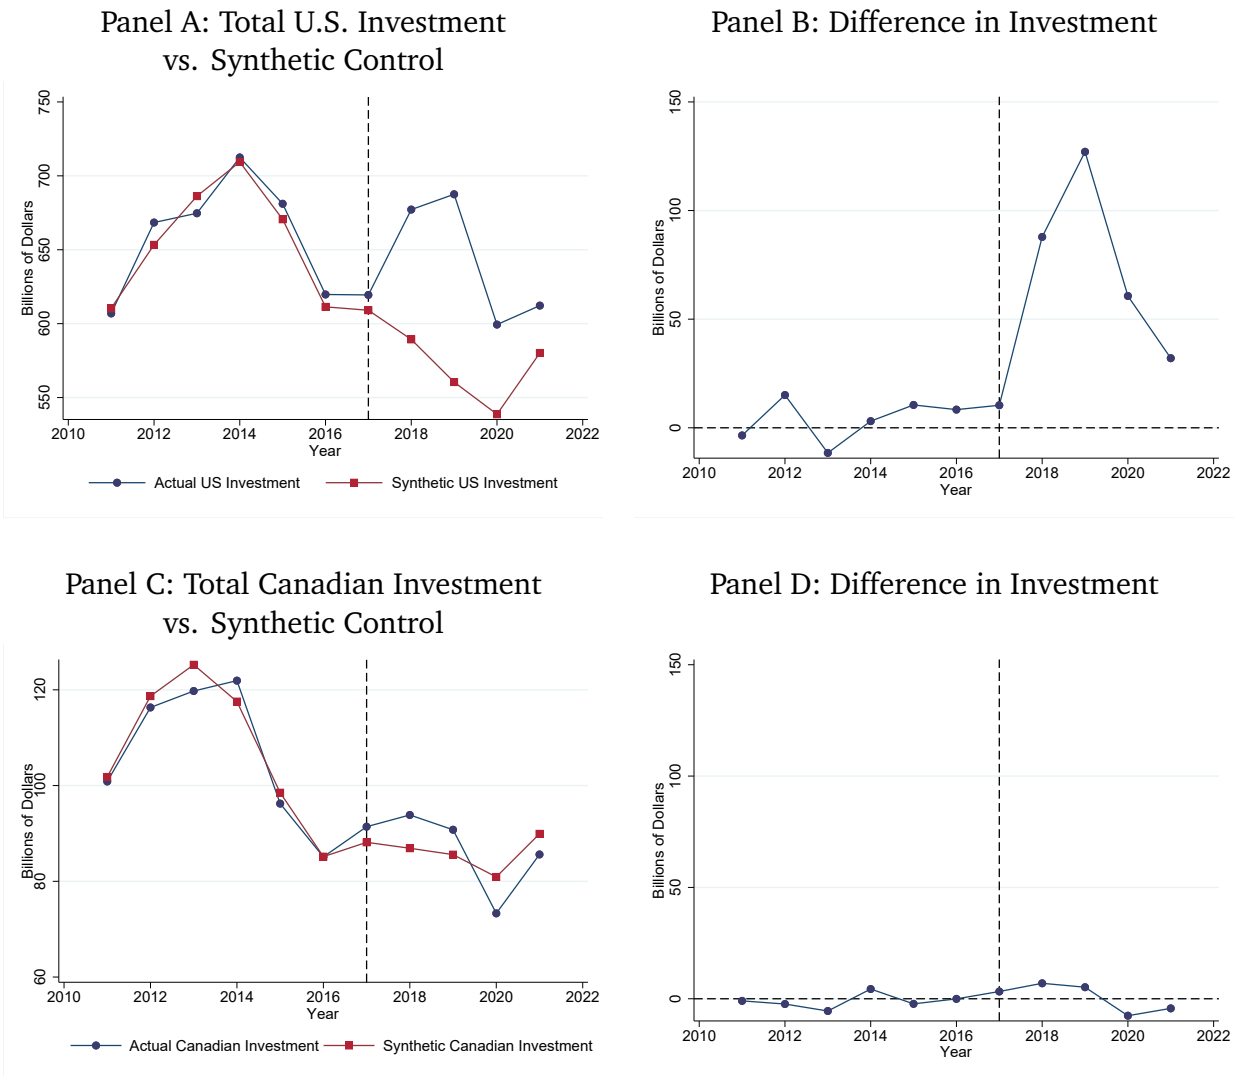 Panel A: Total U.S. Investment
vs. Synthetic Control
Billions of Dollars
750
700
650
600
550
2010 2012 2014 2016 2018 2020 2022
Year
Actual US Investment Synthetic US Investment
Panel B: Difference in Investment
Billions of Dollars
150
100
50
0
2010 2012 2014 2016 2018 2020 2022
Year
Panel C: Total Canadian Investment
vs. Synthetic Control
Billions of Dollars
120
100
80
60
2010 2012 2014 2016 2018 2020 2022
Year
Actual Canadian Investment Synthetic Canadian Investment
Panel D: Difference in Investment
Billions of Dollars
150
100
50
0
2010 2012 2014 2016 2018 2020 2022
Year